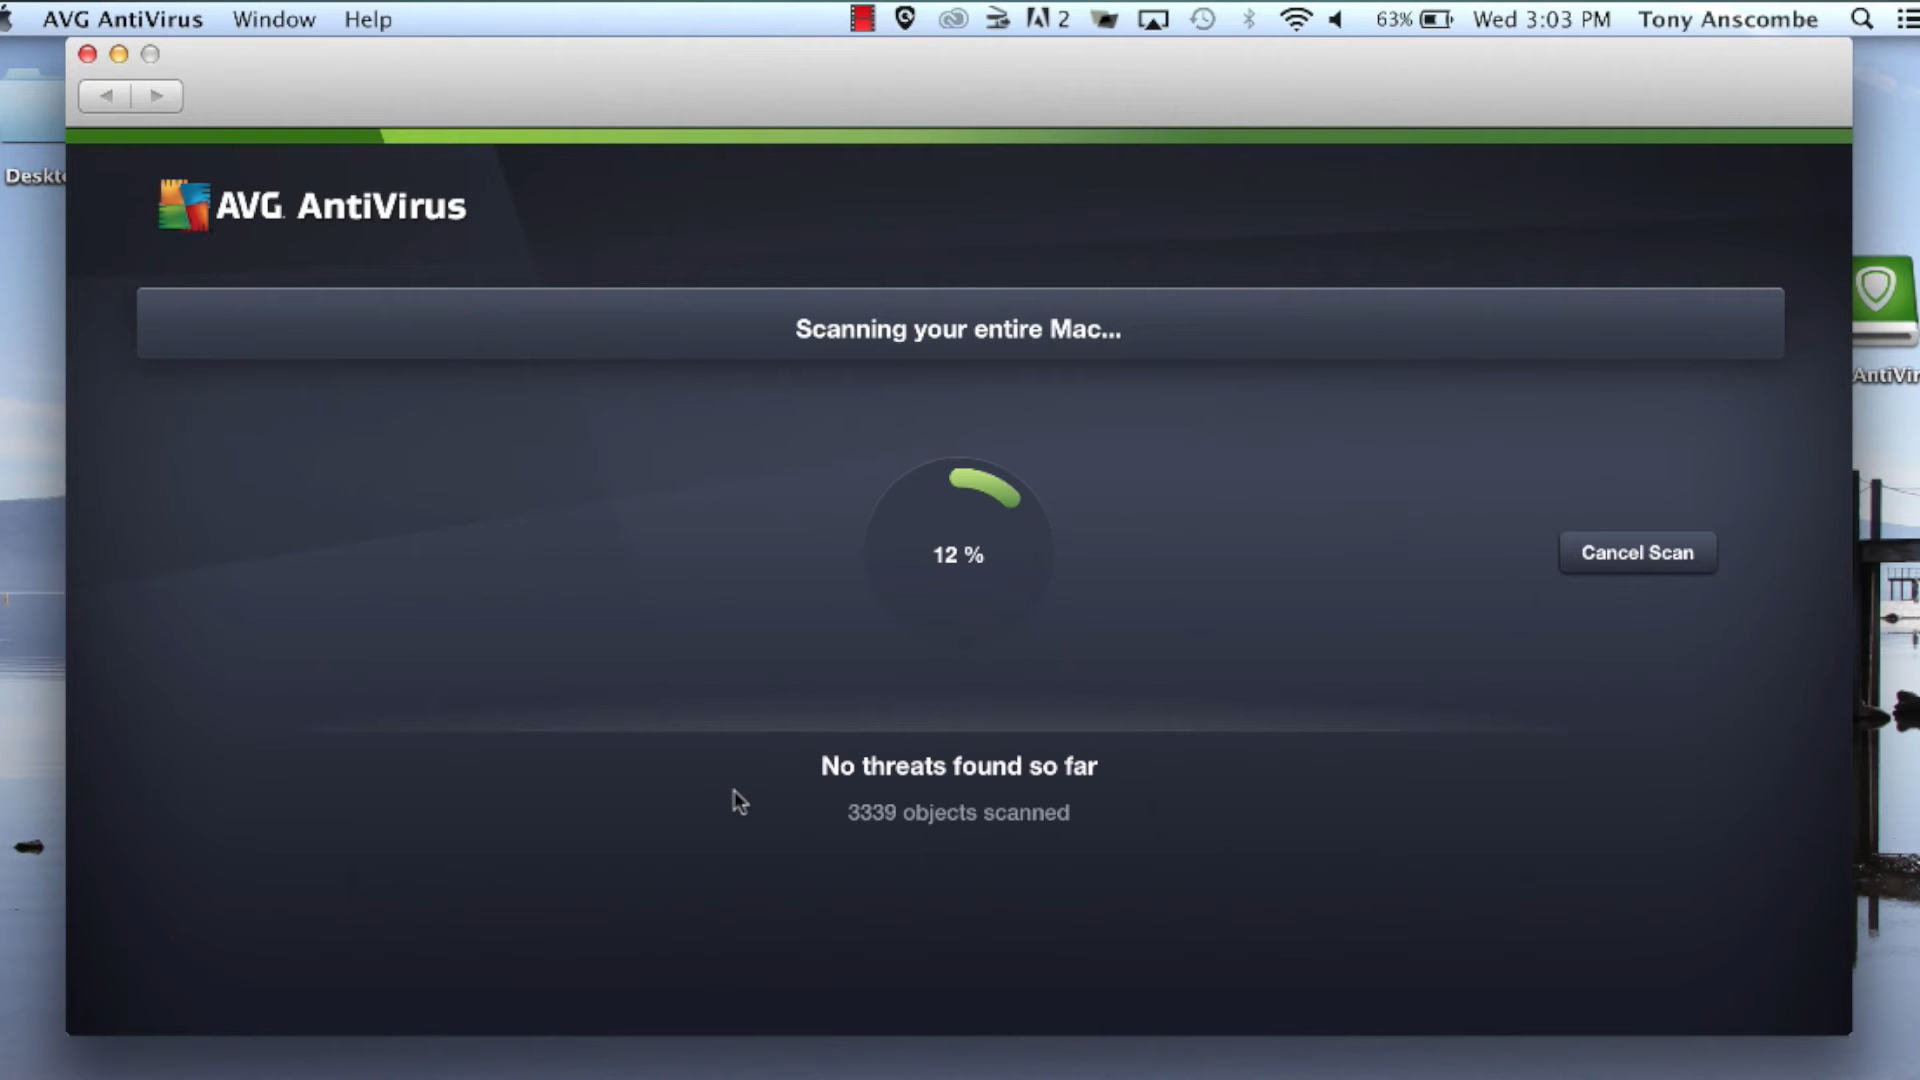 AVG AntiVirus Window Help 2 63% Wed 3:03 PM Tony Anscombe
AVG AntiVirus
Scanning your entire Mac...
12 %
Cancel Scan
No threats found so far
3339 objects scanned